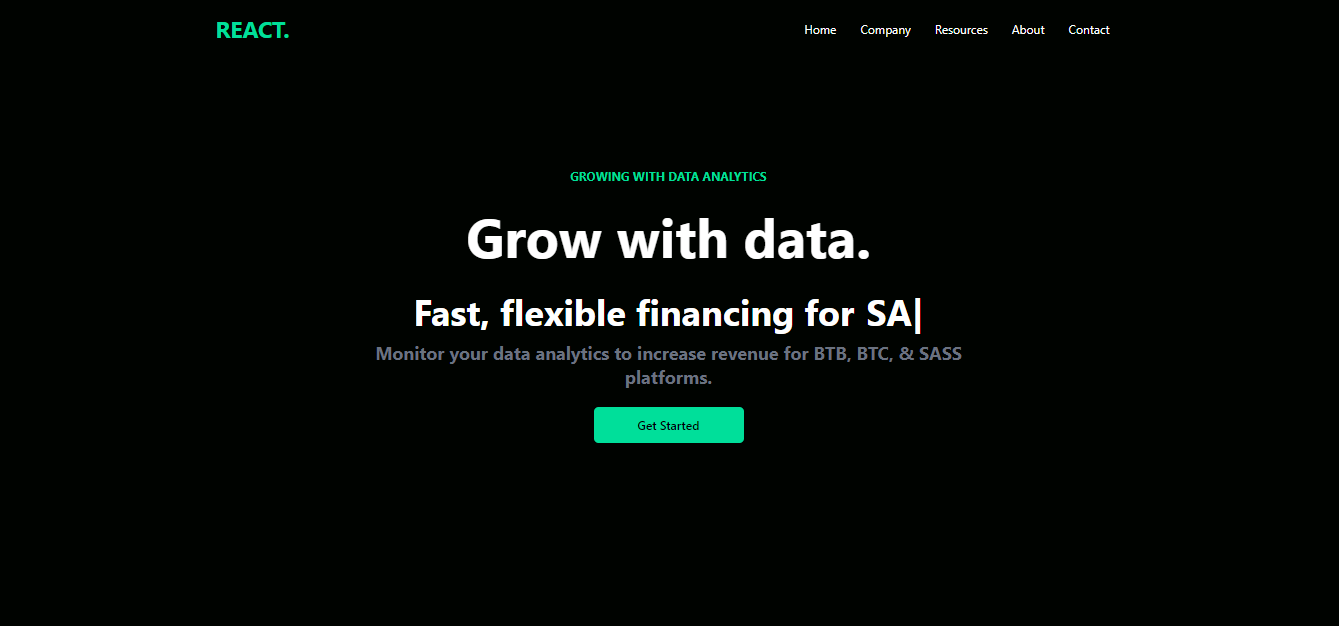 REACT.
Home Company Resources About Contact
GROWING WITH DATA ANALYTICS
Grow with data.
Fast, flexible financing for SA|
Monitor your data analytics to increase revenue for BTB, BTC, & SASS
platforms.
Get Started